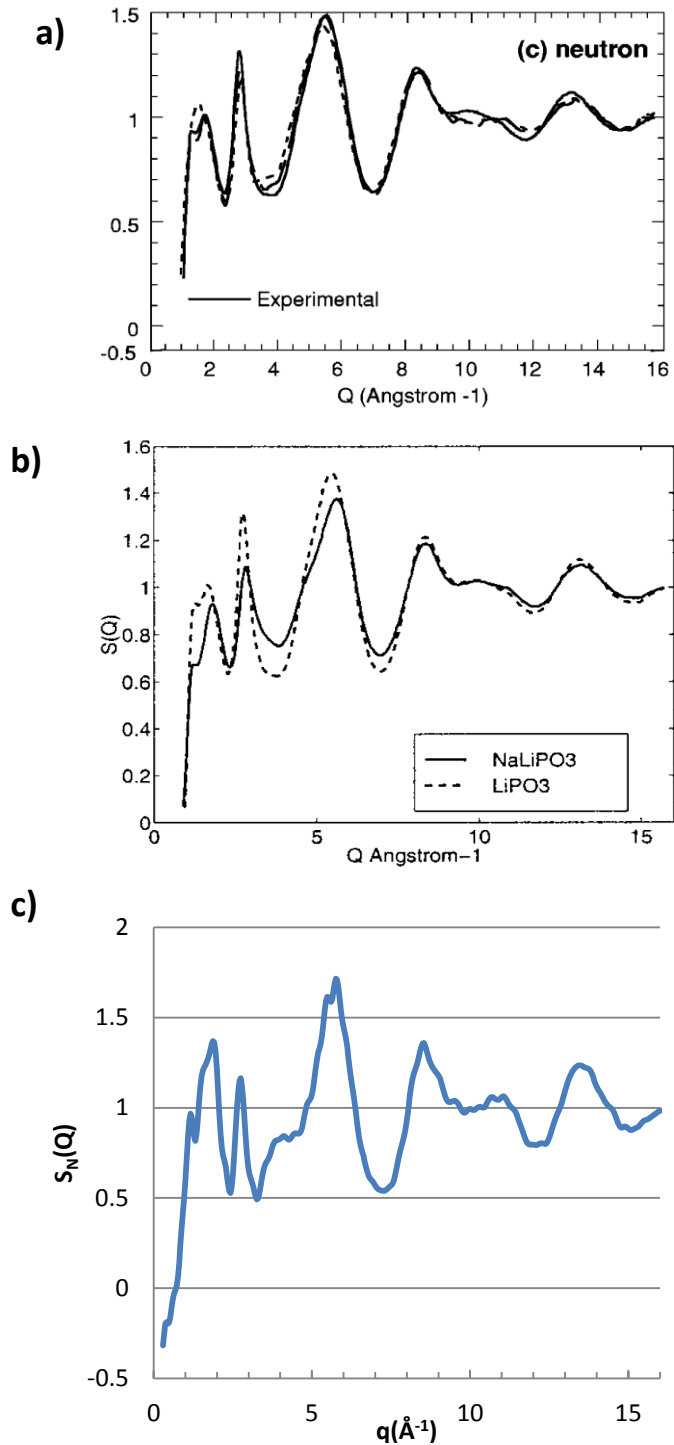 a)
(c) neutron
1.5
1
0.5
0
-0.5
Experimental
0 2 4 6 8 10 12 14 16
Q (Angstrom -1)
b)
1.6
1.4
1.2
1
0.8
0.6
0.4
0.2
0
S(Q)
NaLiPO3
LiPO3
0 5 10 15
Q Angstrom−1
c)
2
1.5
1
0.5
0
-0.5
SN(Q)
0 5 10 15
q(Å-1)